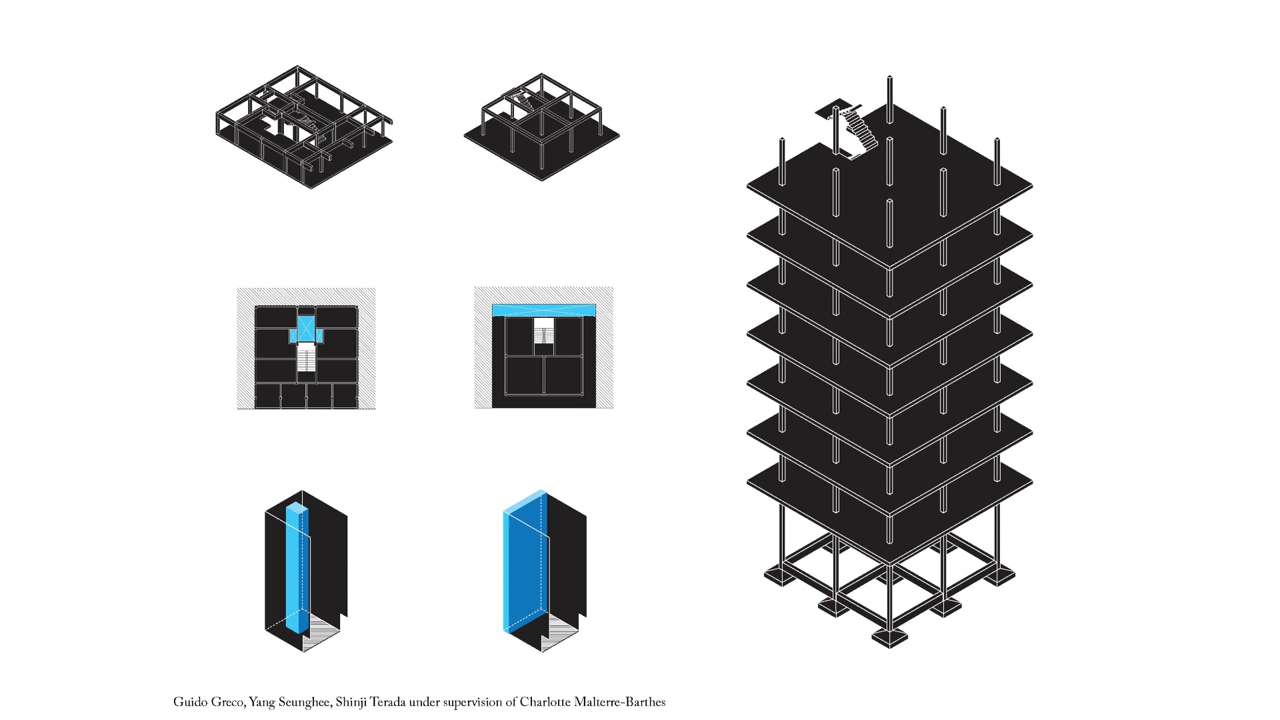 Guido Greco, Yang Seunghee, Shinji Terada under supervision of Charlotte Malterre-Barthes